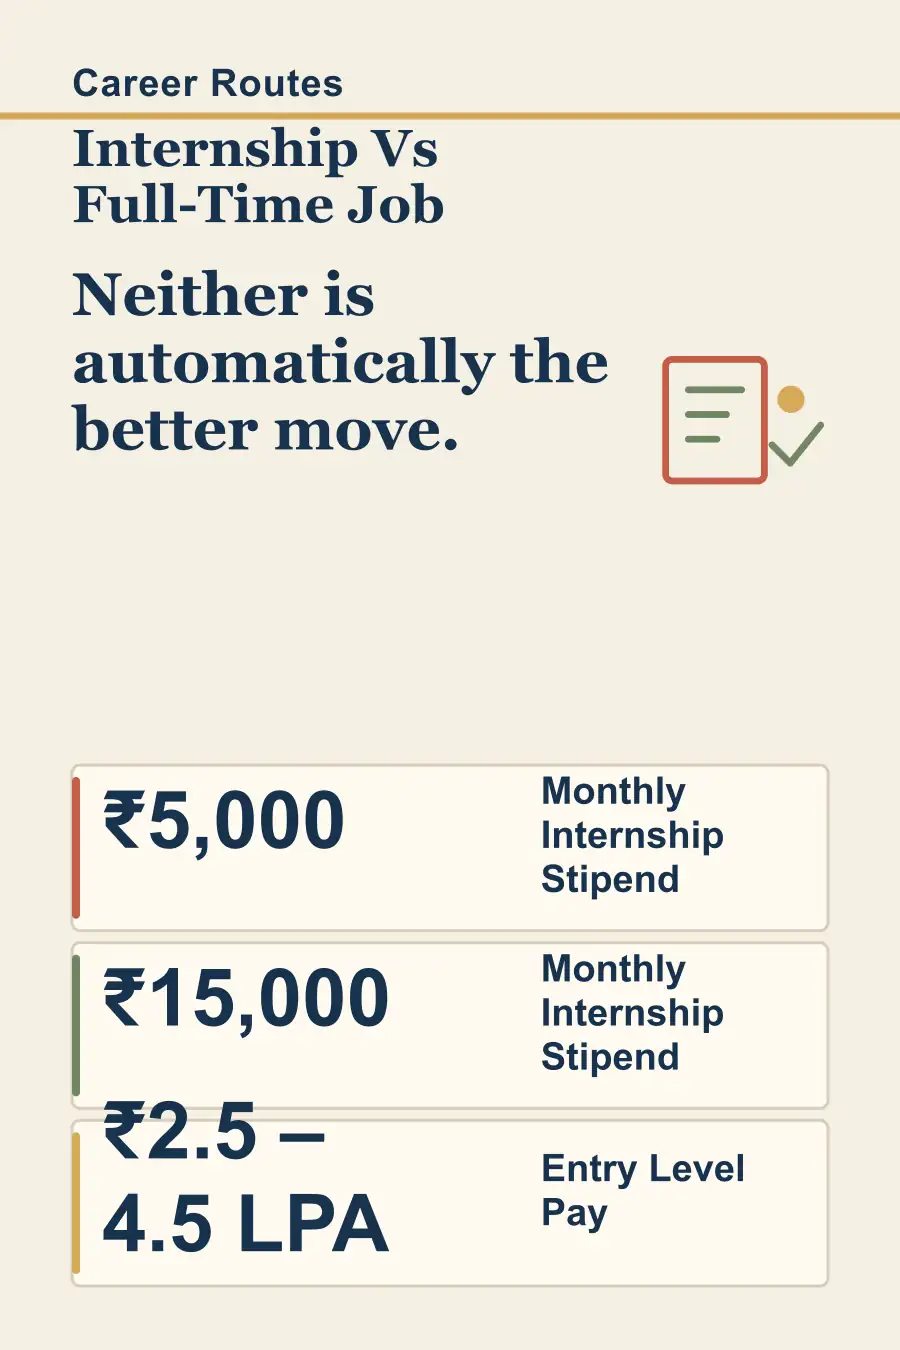 Career Routes
Internship Vs
Full-Time Job
Neither is
automatically the
better move.
₹5,000
Monthly
Internship
Stipend
₹15,000
Monthly
Internship
Stipend
₹2.5 –
4.5 LPA
Entry Level
Pay